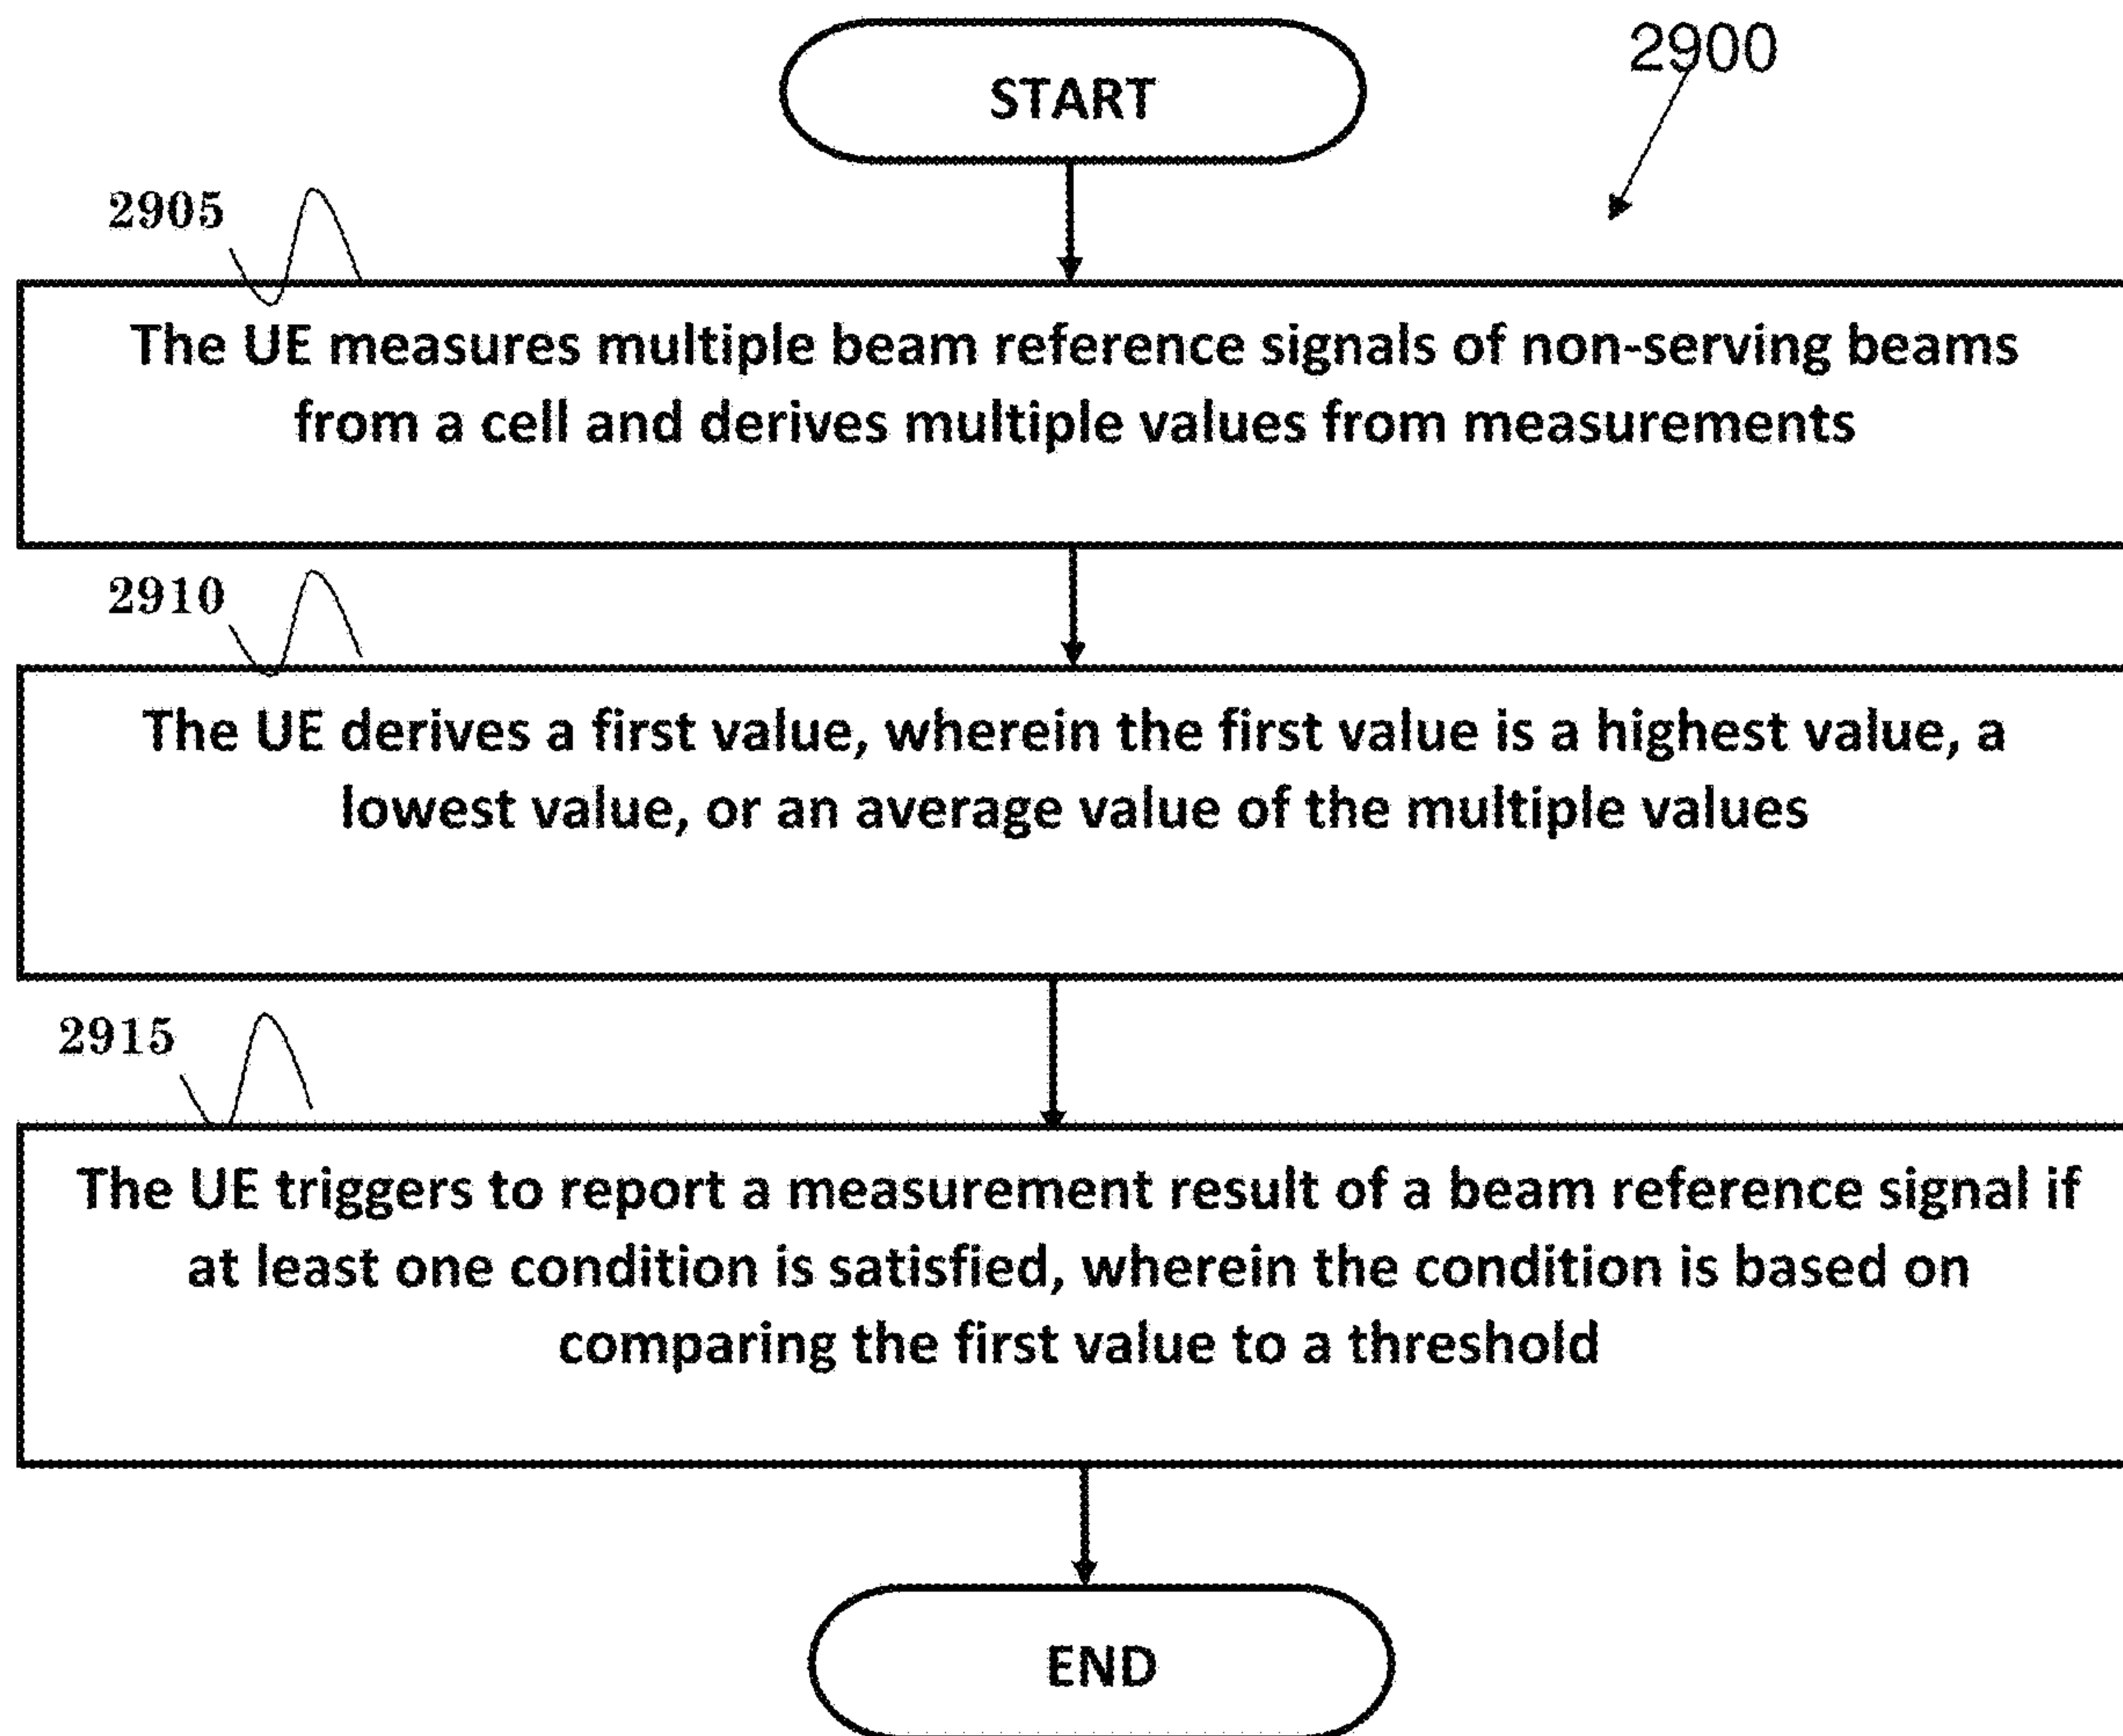 START
2900
2905
The UE measures multiple beam reference signals of non-serving beams
from a cell and derives multiple values from measurements
2910
The UE derives a first value, wherein the first value is a highest value, a
lowest value, or an average value of the multiple values
2915
The UE triggers to report a measurement result of a beam reference signal if
at least one condition is satisfied, wherein the condition is based on
comparing the first value to a threshold
END